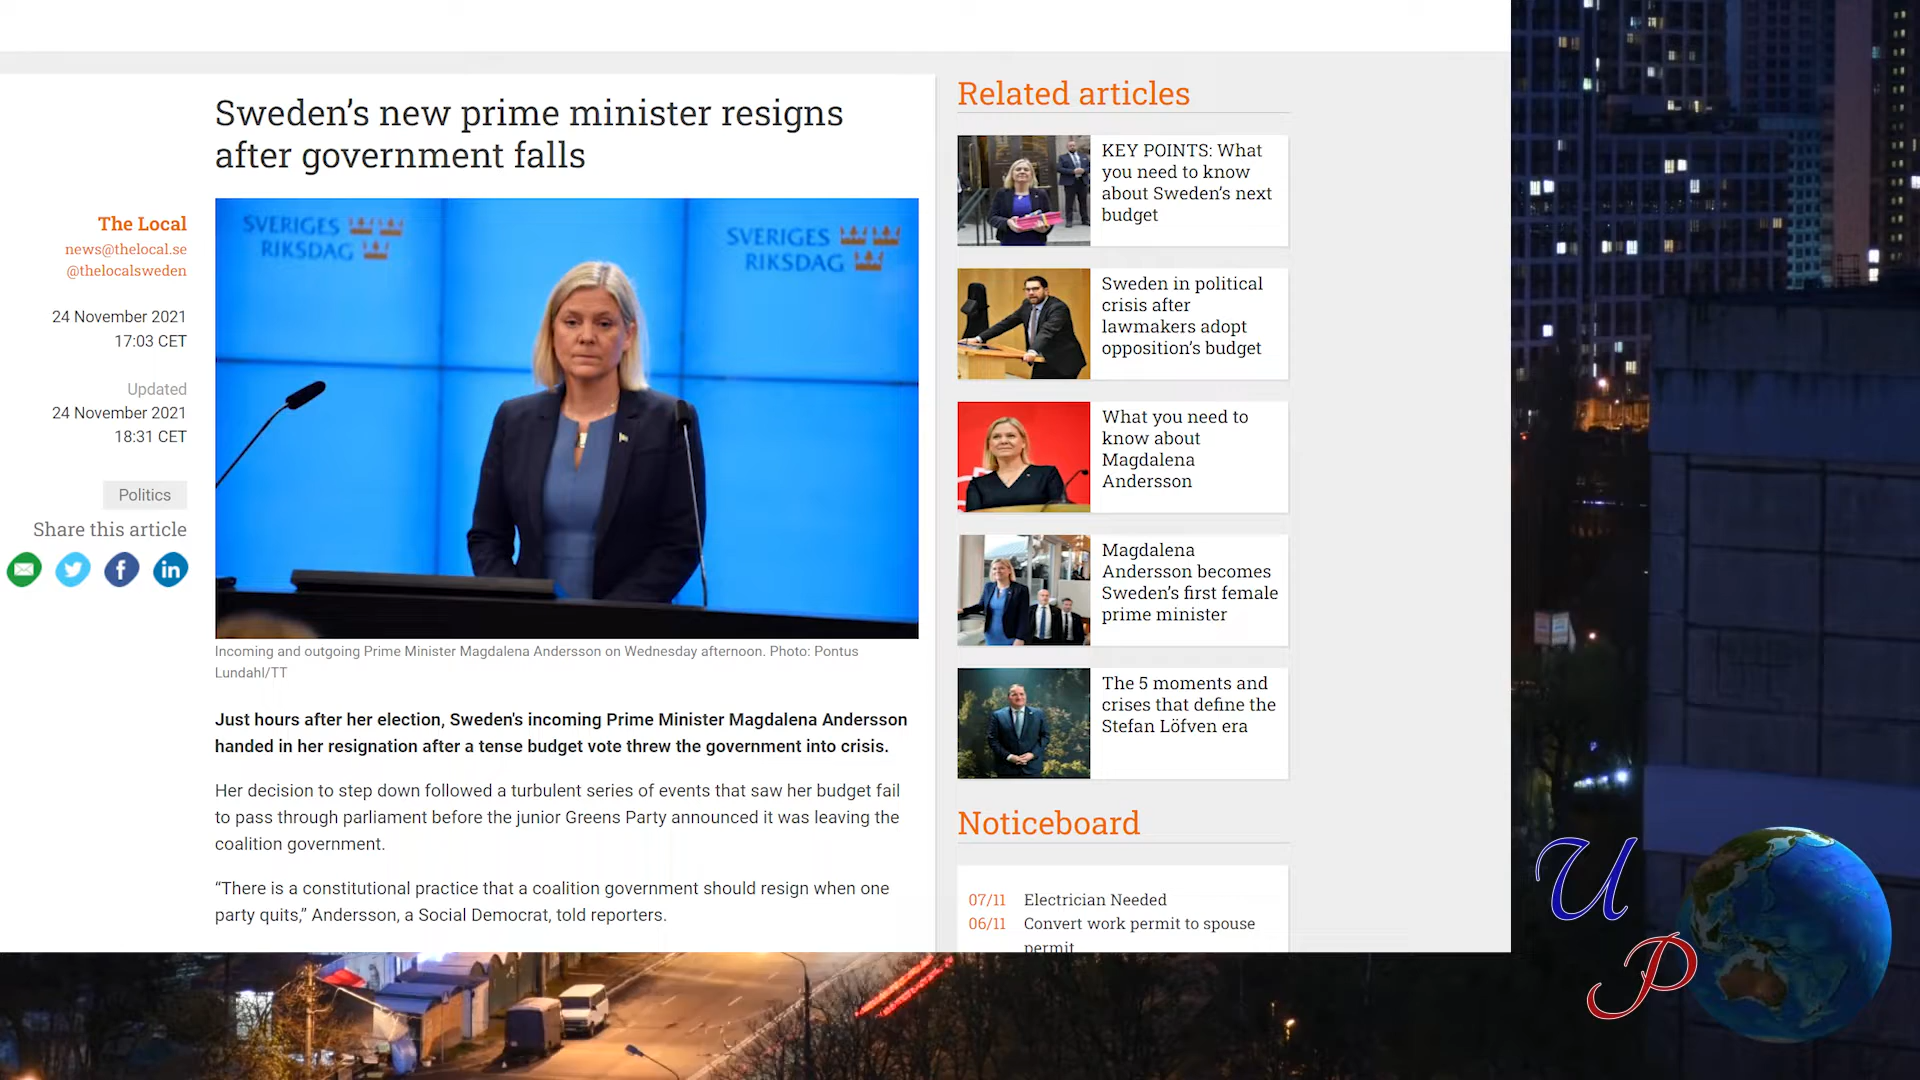 Sweden’s new prime minister resigns
after government falls
The Local
news@thelocal.se
@thelocalsweden
24 November 2021
17:03 CET
Updated
24 November 2021
18:31 CET
Politics
Share this article
SVERIGES
RIKSDAG
SVERIGES
RIKSDAG
Incoming and outgoing Prime Minister Magdalena Andersson on Wednesday afternoon. Photo: Pontus
Lundahl/TT
Just hours after her election, Sweden's incoming Prime Minister Magdalena Andersson
handed in her resignation after a tense budget vote threw the government into crisis.
Her decision to step down followed a turbulent series of events that saw her budget fail
to pass through parliament before the junior Greens Party announced it was leaving the
coalition government.
“There is a constitutional practice that a coalition government should resign when one
party quits,” Andersson, a Social Democrat, told reporters.
Related articles
KEY POINTS: What
you need to know
about Sweden’s next
budget
Sweden in political
crisis after
lawmakers adopt
opposition’s budget
What you need to
know about
Magdalena
Andersson
Magdalena
Andersson becomes
Sweden’s first female
prime minister
The 5 moments and
crises that define the
Stefan Löfven era
Noticeboard
07/11 Electrician Needed
06/11 Convert work permit to spouse
permit
U
P